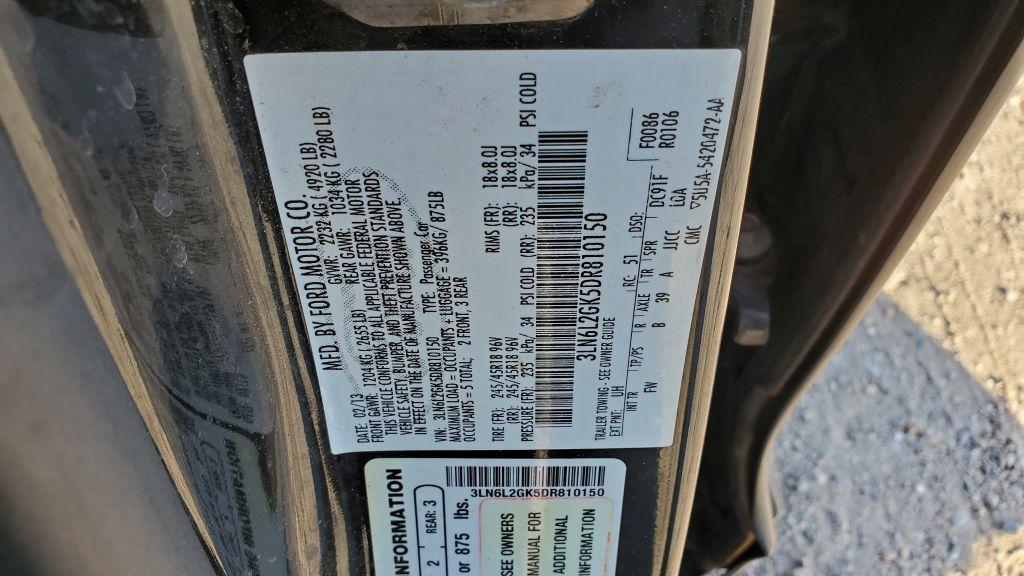 MFD. BY FORD MOTOR CO.
DATE: 02/13 GVWR: 2232 KG ( 4920 LB)
FRONT GAWR: 1204 KG ( 2655 LB) REAR GAWR: 1034 KG ( 2280 LB)
THIS VEHICLE CONFORMS TO ALL APPLICABLE FEDERAL MOTOR
VEHICLE SAFETY, BUMPER, AND THEFT PREVENTION STANDARDS
IN EFFECT ON THE DATE OF MANUFACTURE SHOWN ABOVE.
VIN: 3LN6L2GK5DR810150 TYPE: Passenger Car
MAXIMUM LOAD = OCCUPANTS + LUGGAGE = 398KG/ 875LB
OCCUPANTS = 5 TOTAL: 2 FRONT, 3 REAR
TIRE (FR): 245/45R18 96V RIMS (FR): 18x8.0J
(RR): 245/45R18 96V (RR): 18x8.0J
PRESSURE (FR): 235 kPa/ 34 PSI COLD (RR): 235 kPa/ 34 PSI COLD
3LN6L2GK5DR810150
TRAILER TOWING - SEE OWNER GUIDE
EXT PNT: UH RC: 51 DSO: F0086
INT TR TP/PS R AXLE TR SPR DC91F R0106
FW B 39 A JJCC LQA
CMC ▽5U5A-5420472-AA
3LN6L2GK5DR810150
NFORMATION
2 REAR: 3
or 875 lbs.
SEE OWNERS
MANUAL FOR
ADDITIONAL
INFORMATION